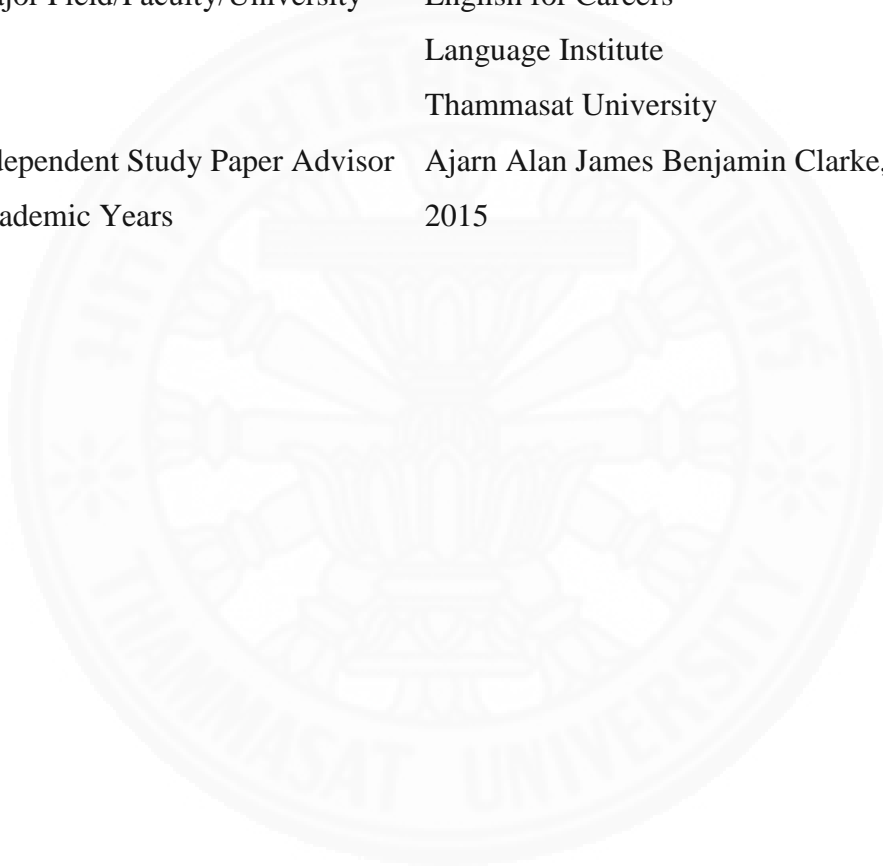 ajor Field/Faculty/University English for Careers
Language Institute
Thammasat University
dependent Study Paper Advisor Ajarn Alan James Benjamin Clarke,
ademic Years 2015
THAMMASAT UNIVERSITY